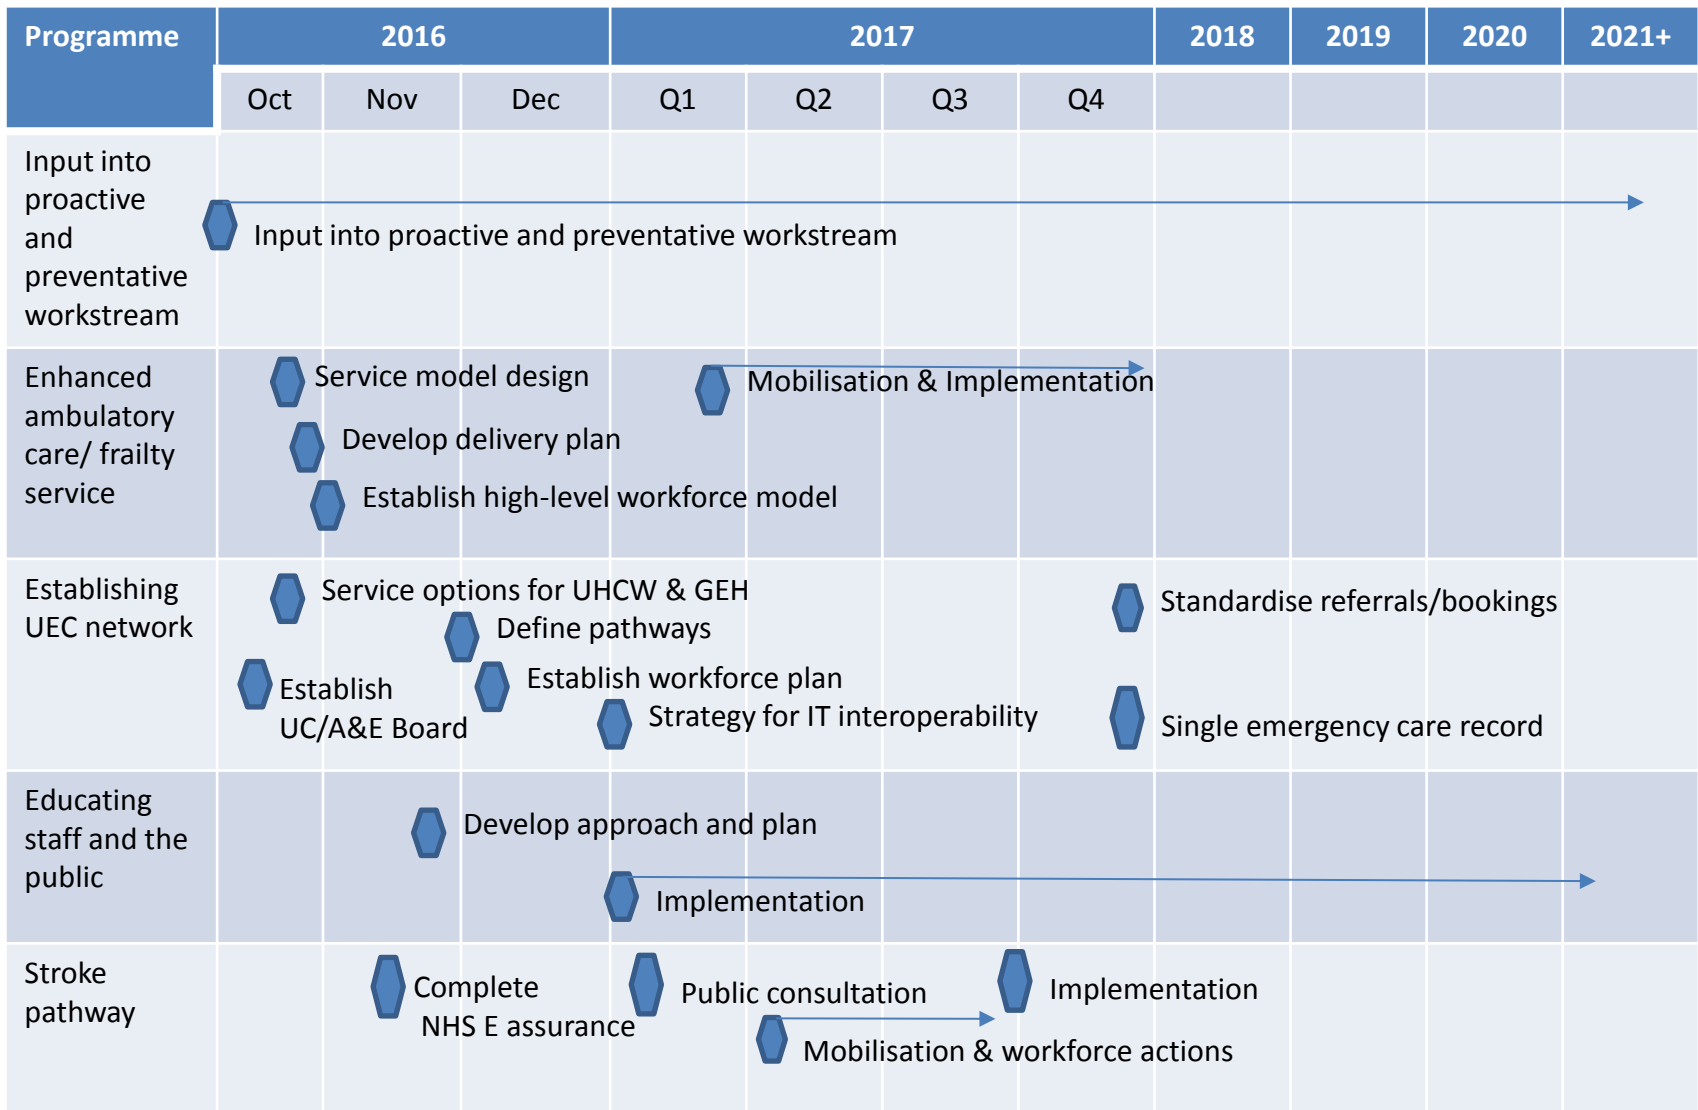 Programme
2016
2017
2018
2019
2020
2021+
Oct
Nov
Dec
Q1
Q2
Q3
Q4
Input into
proactive
and
preventative
workstream
Input into proactive and preventative workstream
Enhanced
ambulatory
care/ frailty
service
Service model design
Mobilisation & Implementation
Develop delivery plan
Establish high-level workforce model
Establishing
UEC network
Service options for UHCW & GEH
Standardise referrals/bookings
Define pathways
Establish
UC/A&E Board
Establish workforce plan
Strategy for IT interoperability
Single emergency care record
Educating
staff and the
public
Develop approach and plan
Implementation
Stroke
pathway
Complete
NHS E assurance
Public consultation
Implementation
Mobilisation & workforce actions